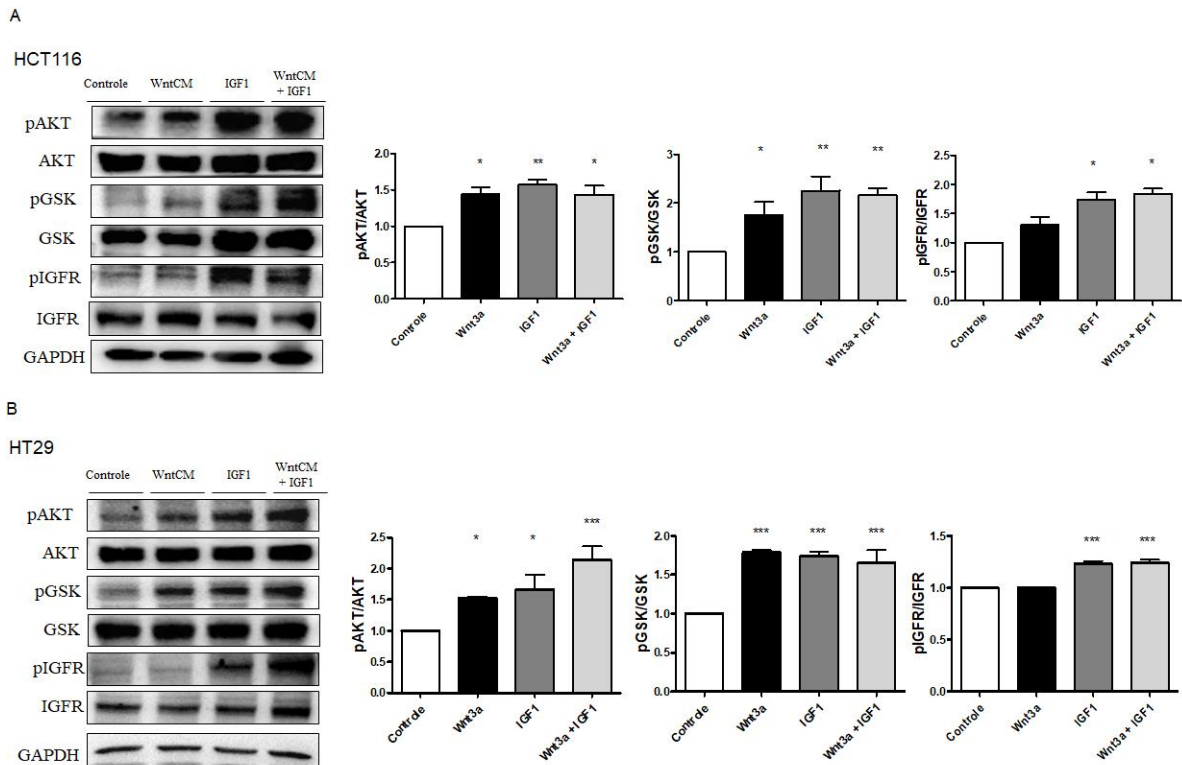 A
HCT116
Controle WntCM IGF1 WntCM + IGF1
pAKT
AKT
pGSK
GSK
pIGFR
IGFR
GAPDH
pAKT/AKT
2.0
1.5
1.0
0.5
0.0
* ** *
Controle Wnt3a IGF1 Wnt3a + IGF1
pGSK/GSK
6
4
2
0
* ** **
Controle Wnt3a IGF1 Wnt3a + IGF1
pIGFR/IGFR
2.0
1.5
1.0
0.5
0.0
* *
Controle Wnt3a IGF1 Wnt3a + IGF1
B
HT29
Controle WntCM IGF1 WntCM + IGF1
pAKT
AKT
pGSK
GSK
pIGFR
IGFR
GAPDH
pAKT/AKT
2.5
2.0
1.5
1.0
0.5
0.0
* * ***
Controle Wnt3a IGF1 Wnt3a + IGF1
pGSK/GSK
2.0
1.5
1.0
0.5
0.0
*** *** ***
Controle Wnt3a IGF1 Wnt3a + IGF1
pIGFR/IGFR
1.5
1.0
0.5
0.0
*** ***
Controle Wnt3a IGF1 Wnt3a + IGF1